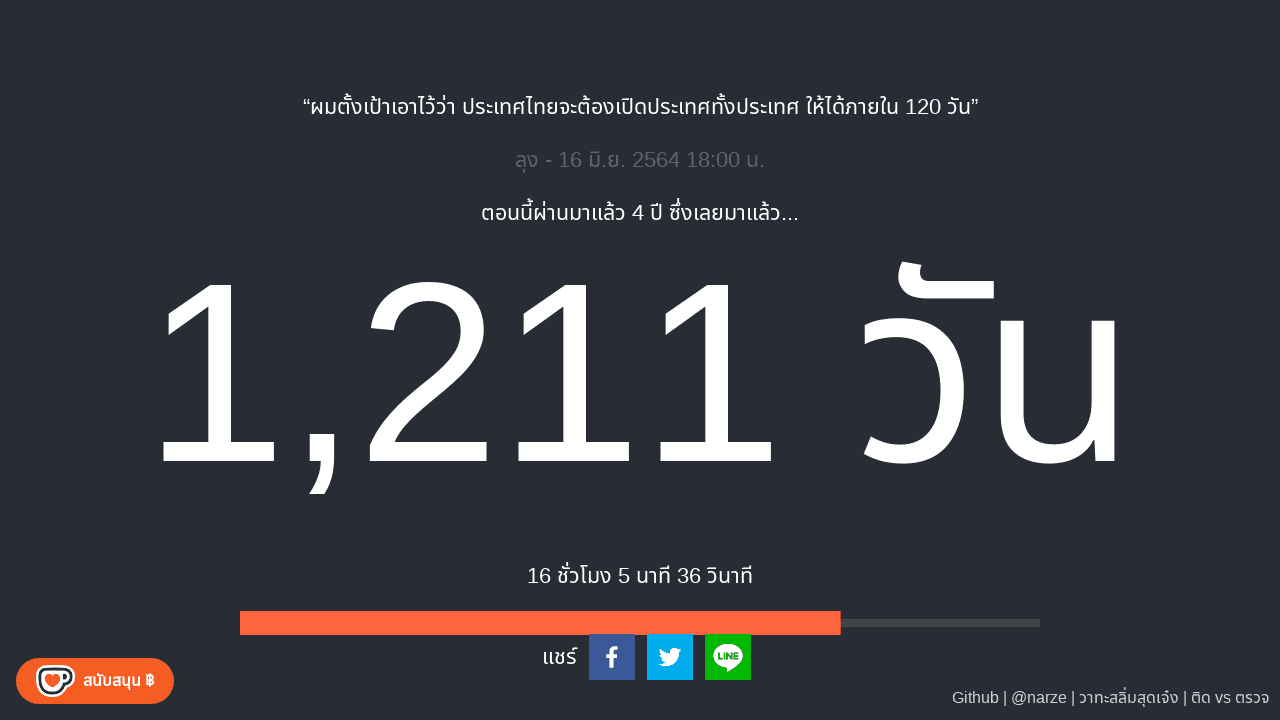 “ผมตั้งเป้าเอาไว้ว่า ประเทศไทยจะต้องเปิดประเทศทั้งประเทศ ให้ได้ภายใน 120 วัน”
ลุง - 16 มิ.ย. 2564 18:00 น.
ตอนนี้ผ่านมาแล้ว 4 ปี ซึ่งเลยมาแล้ว...
1,211 วัน
16 ชั่วโมง 5 นาที 36 วินาที
แชร์
LINE
สนับสนุน ฿
Github | @narze | วาทะสลิ่มสุดเจ๋ง | ติด vs ตรวจ